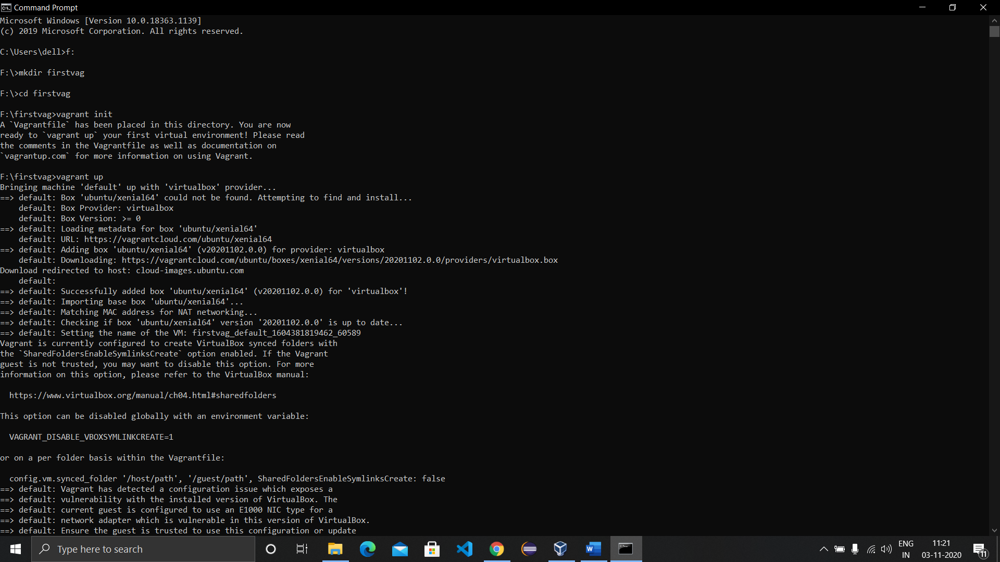 Command Prompt
Microsoft Windows [Version 10.0.18363.1139]
(c) 2019 Microsoft Corporation. All rights reserved.
C:\Users\dell>f:
F:\>mkdir firstvag
F:\>cd firstvag
F:\firstvag>vagrant init
A `Vagrantfile` has been placed in this directory. You are now
ready to `vagrant up` your first virtual environment! Please read
the comments in the Vagrantfile as well as documentation on
`vagrantup.com` for more information on using Vagrant.
F:\firstvag>vagrant up
Bringing machine 'default' up with 'virtualbox' provider...
==> default: Box 'ubuntu/xenial64' could not be found. Attempting to find and install...
    default: Box Provider: virtualbox
    default: Box Version: >= 0
==> default: Loading metadata for box 'ubuntu/xenial64'
    default: URL: https://vagrantcloud.com/ubuntu/xenial64
==> default: Adding box 'ubuntu/xenial64' (v20201102.0.0) for provider: virtualbox
    default: Downloading: https://vagrantcloud.com/ubuntu/boxes/xenial64/versions/20201102.0.0/providers/virtualbox.box
Download redirected to host: cloud-images.ubuntu.com
    default:
==> default: Successfully added box 'ubuntu/xenial64' (v20201102.0.0) for 'virtualbox'!
==> default: Importing base box 'ubuntu/xenial64'...
==> default: Matching MAC address for NAT networking...
==> default: Checking if box 'ubuntu/xenial64' version '20201102.0.0' is up to date...
==> default: Setting the name of the VM: firstvag_default_1604381819462_60589
Vagrant is currently configured to create VirtualBox synced folders with
the `SharedFoldersEnableSymlinksCreate` option enabled. If the Vagrant
guest is not trusted, you may want to disable this option. For more
information on this option, please refer to the VirtualBox manual:
  https://www.virtualbox.org/manual/ch04.html#sharedfolders
This option can be disabled globally with an environment variable:
  VAGRANT_DISABLE_VBOXSYMLINKCREATE=1
or on a per folder basis within the Vagrantfile:
  config.vm.synced_folder '/host/path', '/guest/path', SharedFoldersEnableSymlinksCreate: false
==> default: Vagrant has detected a configuration issue which exposes a
==> default: vulnerability with the installed version of VirtualBox. The
==> default: current guest is configured to use an E1000 NIC type for a
==> default: network adapter which is vulnerable in this version of VirtualBox.
==> default: Ensure the guest is trusted to use this configuration or update
Type here to search
ENG
IN
11:21
03-11-2020
11